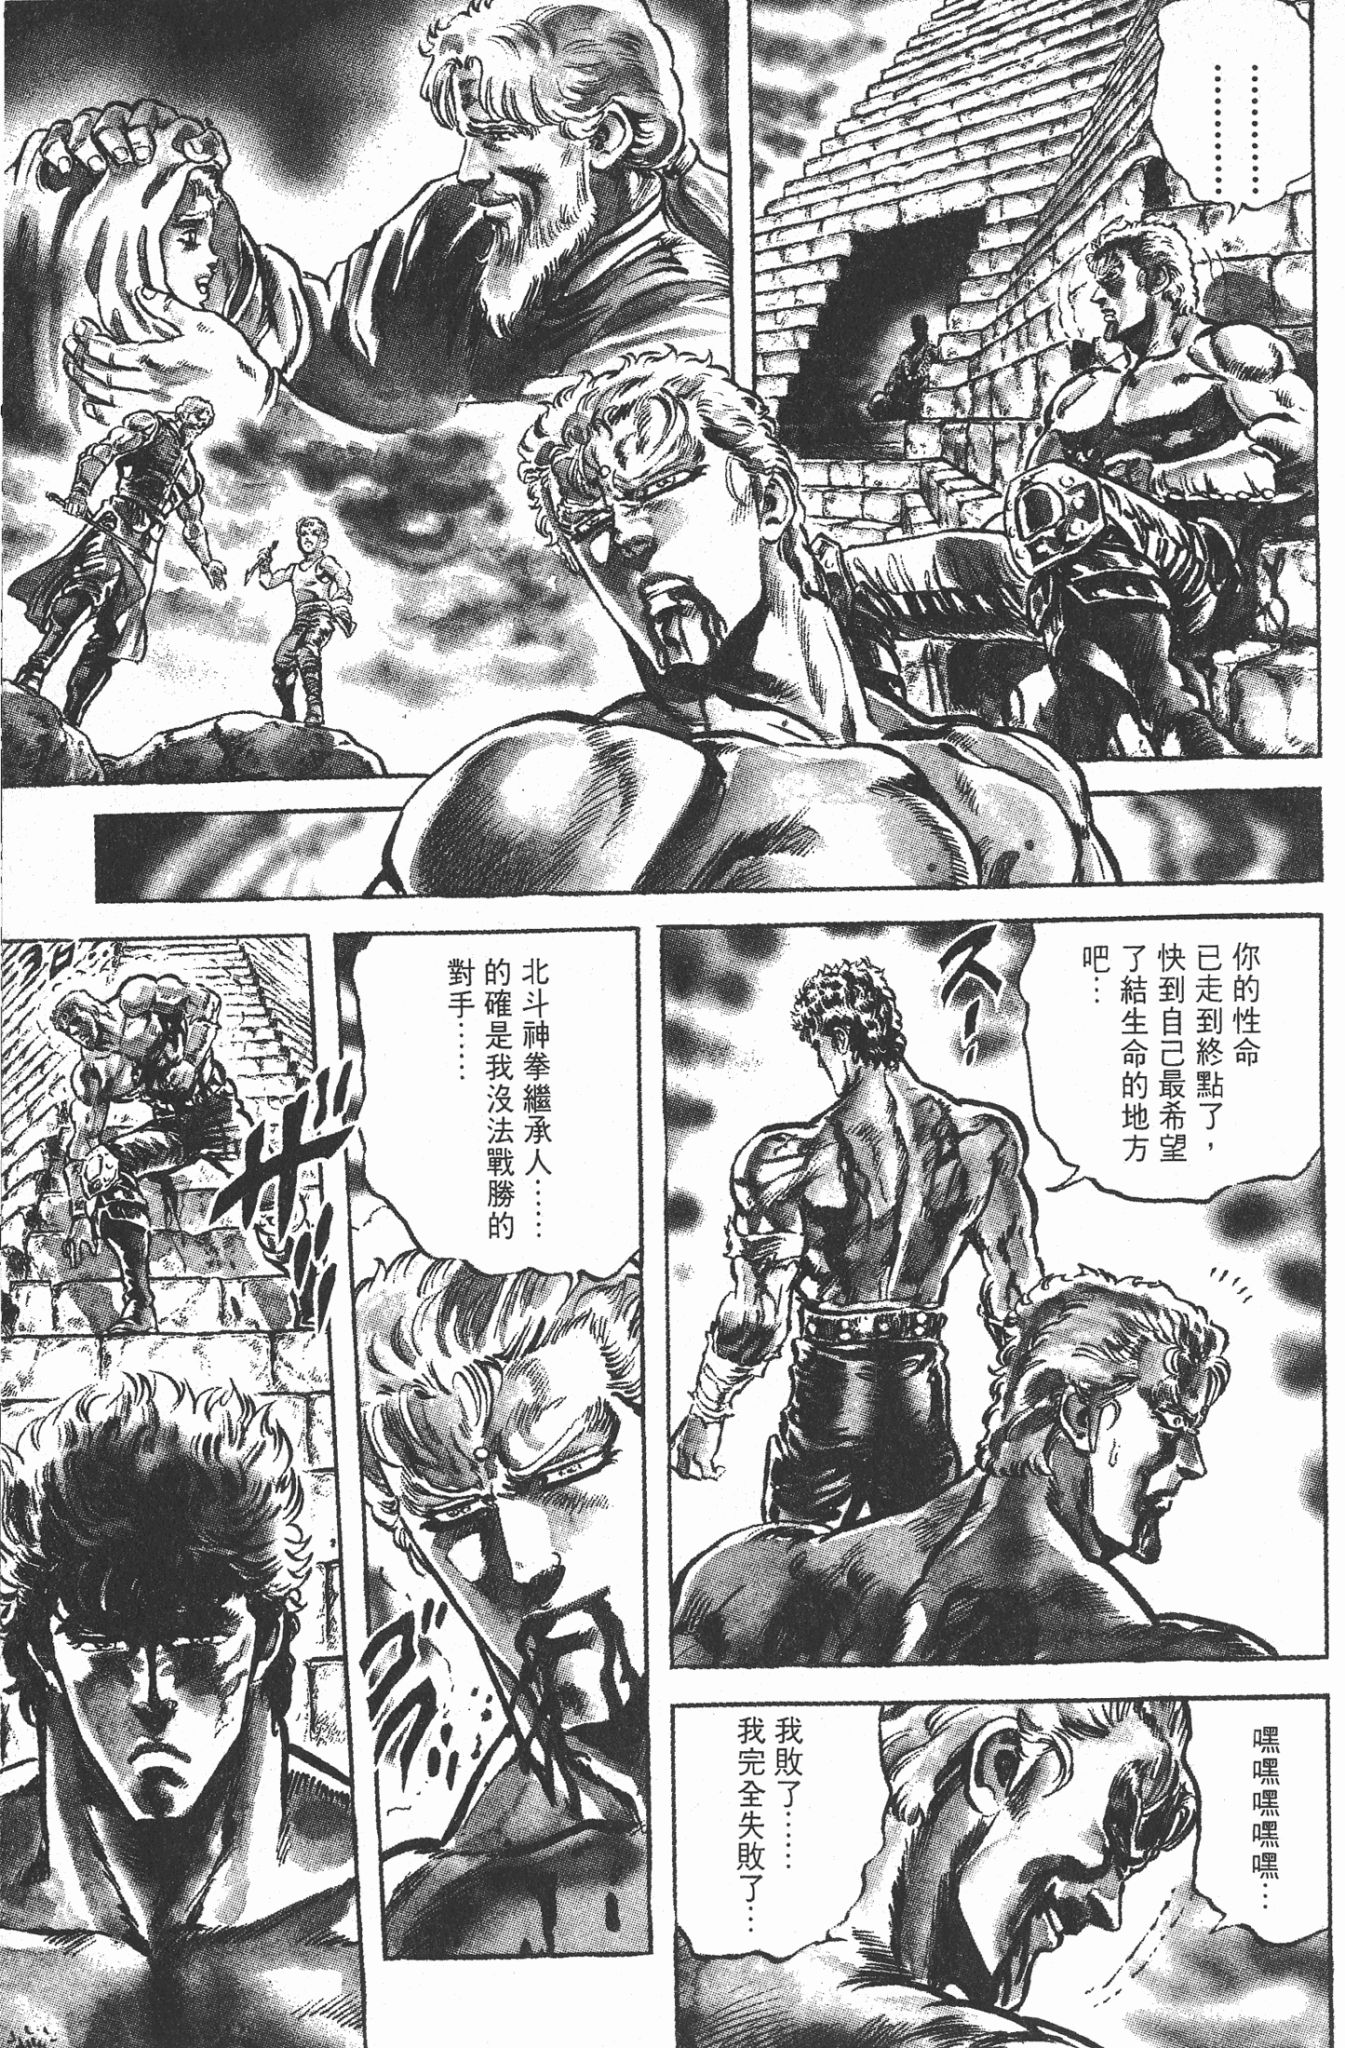 …………
…………
你的性命
已走到終點了，
快到自己最希望
了結生命的地方
吧…
スー
嘿嘿嘿嘿嘿…
我敗了……
我完全失敗了…
北斗神拳繼承人……
的確是我沒法戰勝的
對手……